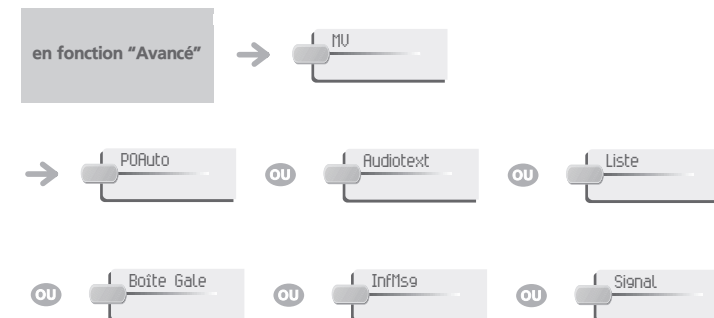 en fonction “Avancé”
MV
POAuto
OU
Audiotext
OU
Liste
OU
Boîte Gale
OU
InfMsg
OU
Signal